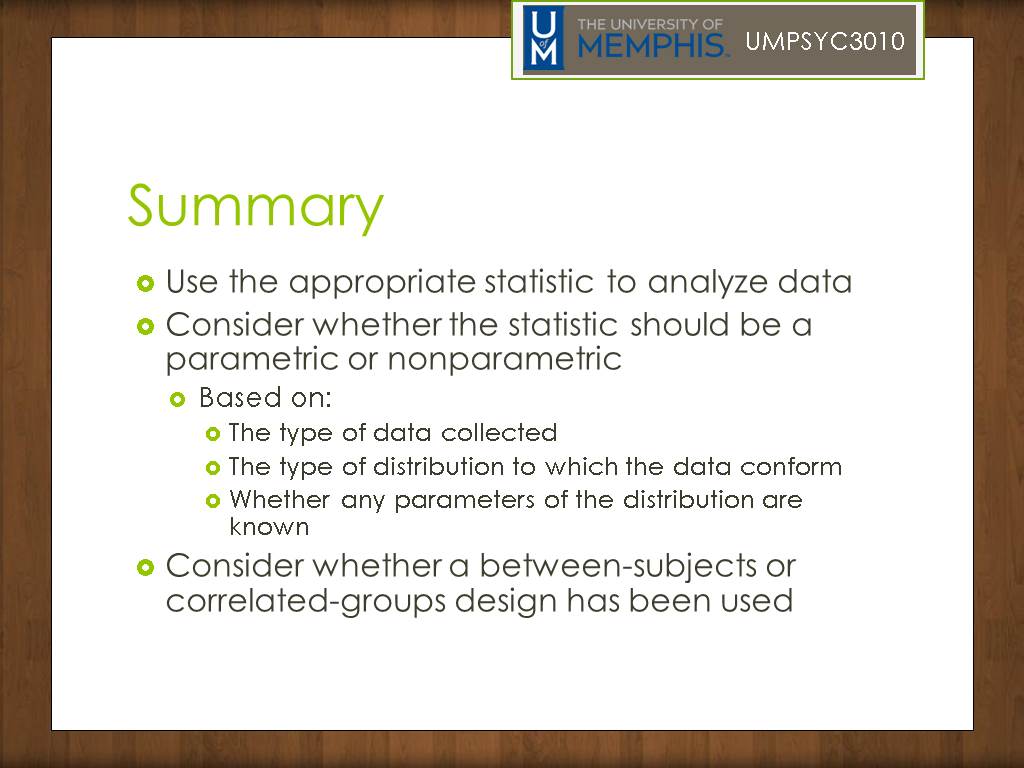 THE UNIVERSITY OF
MEMPHIS™
UofM
UMPSYC3010
Summary
Use the appropriate statistic to analyze data
Consider whether the statistic should be a
parametric or nonparametric
Based on:
The type of data collected
The type of distribution to which the data conform
Whether any parameters of the distribution are
known
Consider whether a between-subjects or
correlated-groups design has been used